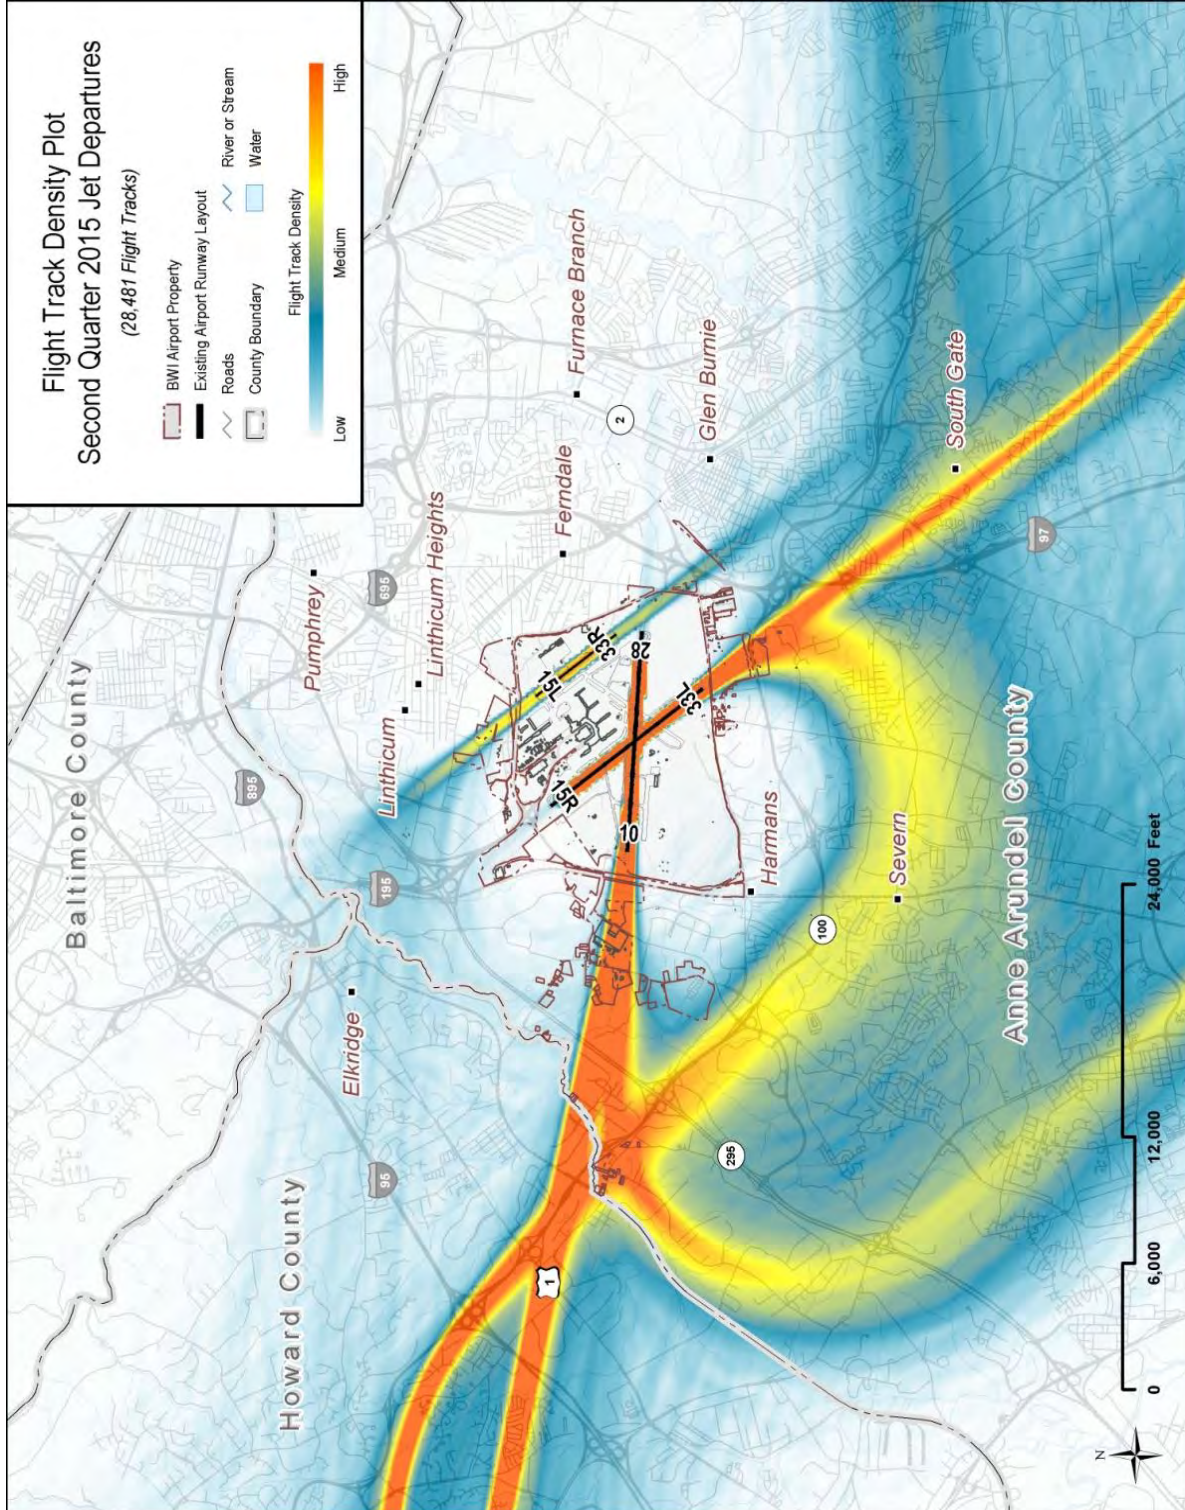 Flight Track Density Plot
Second Quarter 2015 Jet Departures
(28,481 Flight Tracks)
BWI Airport Property
Existing Airport Runway Layout
Roads
River or Stream
County Boundary
Water
Flight Track Density
Low
Medium
High
Baltimore County
Howard County
Anne Arundel County
Pumphrey
Linthicum Heights
Linthicum
Ferndale
Furnace Branch
Glen Burnie
South Gate
Elkridge
Harmans
Severn
695
895
195
95
97
2
100
295
1
15L
33R
28
10
15R
33L
N
0
6,000
12,000
24,000 Feet